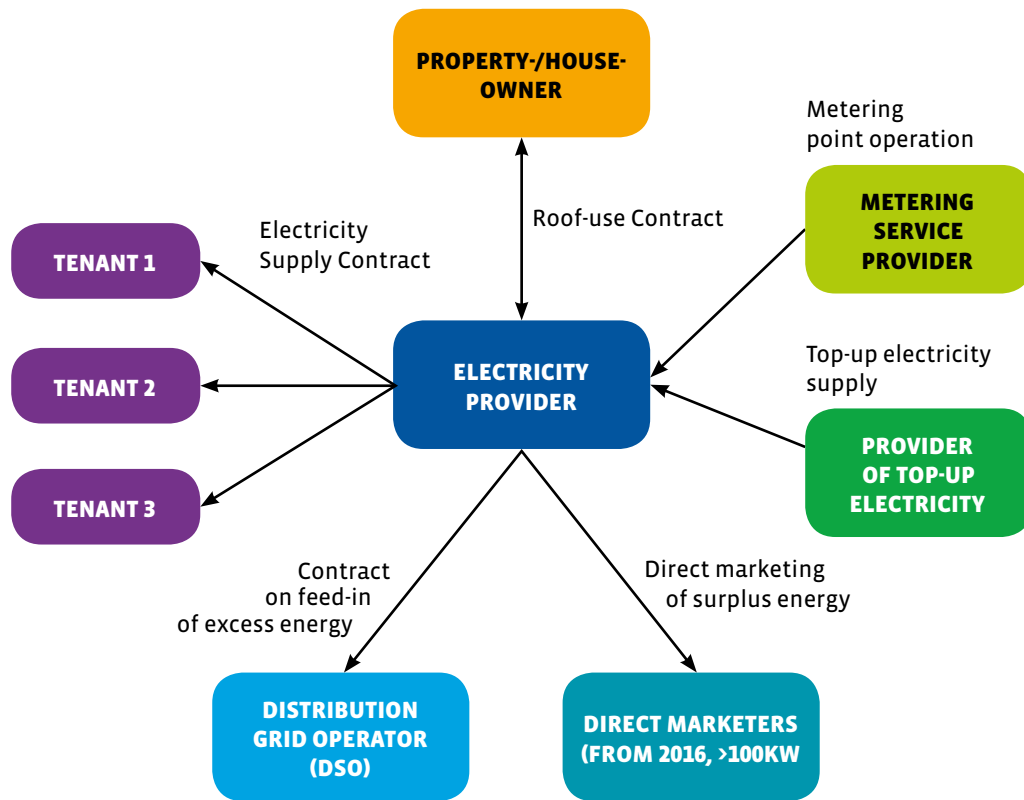 PROPERTY-/HOUSE-
OWNER
Metering
point operation
METERING
SERVICE
PROVIDER
Roof-use Contract
Electricity
Supply Contract
TENANT 1
TENANT 2
TENANT 3
ELECTRICITY
PROVIDER
Top-up electricity
supply
PROVIDER
OF TOP-UP
ELECTRICITY
Contract
on feed-in
of excess energy
Direct marketing
of surplus energy
DISTRIBUTION
GRID OPERATOR
(DSO)
DIRECT MARKETERS
(FROM 2016, >100KW